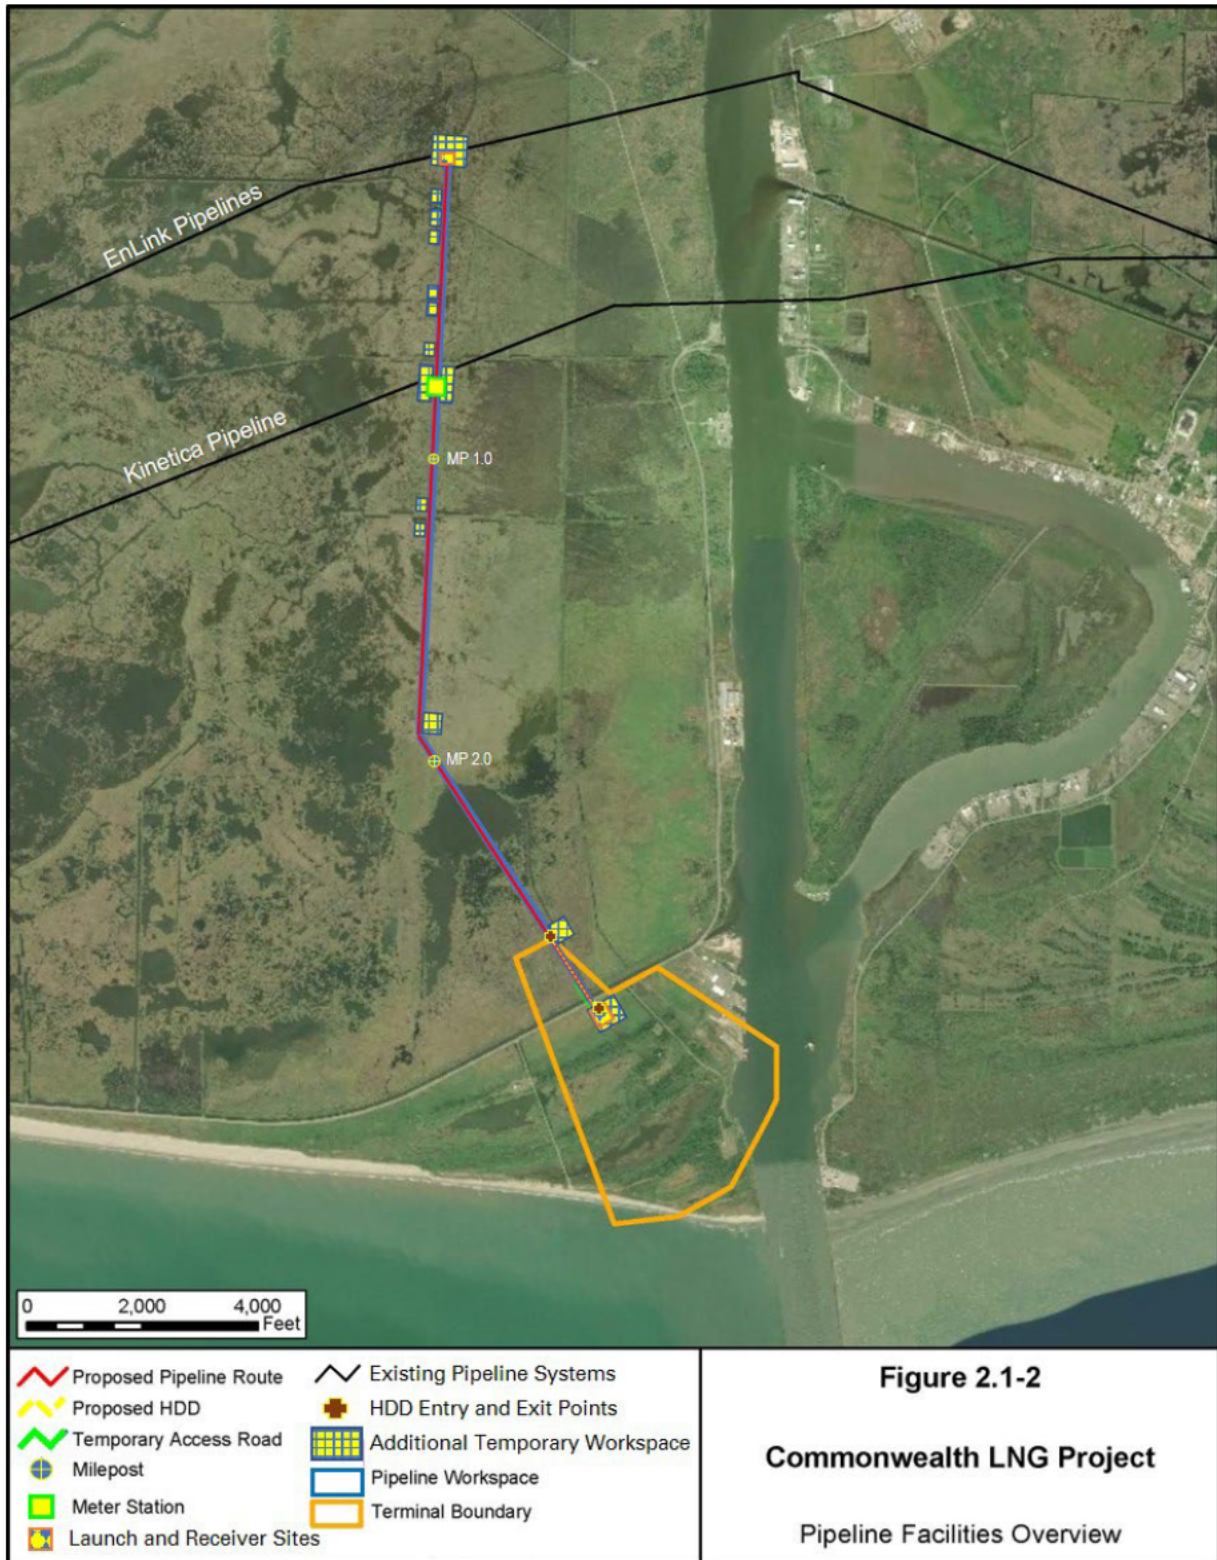 EnLink Pipelines
Kinetica Pipeline
MP 1.0
MP 2.0
0 2,000 4,000
Feet
Proposed Pipeline Route
Proposed HDD
Temporary Access Road
Milepost
Meter Station
Launch and Receiver Sites
Existing Pipeline Systems
HDD Entry and Exit Points
Additional Temporary Workspace
Pipeline Workspace
Terminal Boundary
Figure 2.1-2
Commonwealth LNG Project
Pipeline Facilities Overview